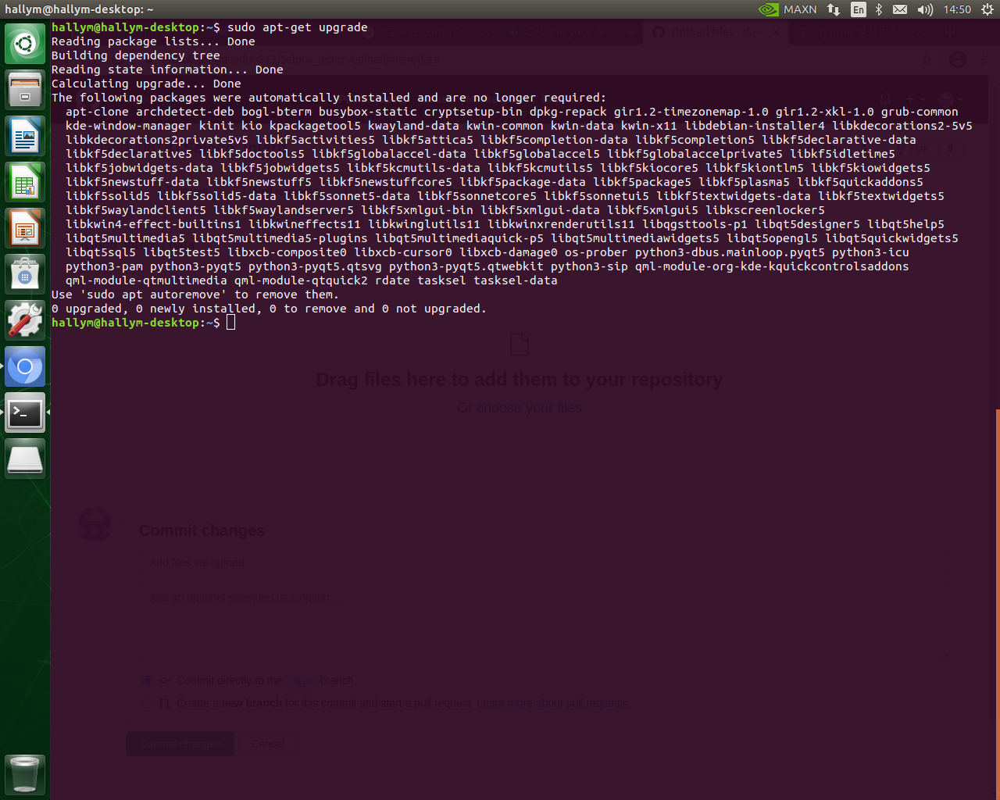 hallym@hallym-desktop: ~
MAXN
En
14:50
hallym@hallym-desktop:~$ sudo apt-get upgrade
Reading package lists... Done
Building dependency tree
Reading state information... Done
Calculating upgrade... Done
The following packages were automatically installed and are no longer required:
  apt-clone archdetect-deb bogl-bterm busybox-static cryptsetup-bin dpkg-repack gir1.2-timezonemap-1.0 gir1.2-xkl-1.0 grub-common
  kde-window-manager kinit kio kpackagetool5 kwayland-data kwin-common kwin-data kwin-x11 libdebian-installer4 libkdecorations2-5v5
  libkdecorations2private5v5 libkf5activities5 libkf5attica5 libkf5completion-data libkf5completion5 libkf5declarative-data
  libkf5declarative5 libkf5doctools5 libkf5globalaccel-data libkf5globalaccel5 libkf5globalaccelprivate5 libkf5idletime5
  libkf5jobwidgets-data libkf5jobwidgets5 libkf5kcmutils-data libkf5kcmutils5 libkf5kiocore5 libkf5kiontlm5 libkf5kiowidgets5
  libkf5newstuff-data libkf5newstuff5 libkf5newstuffcore5 libkf5package-data libkf5package5 libkf5plasma5 libkf5quickaddons5
  libkf5solid5 libkf5solid5-data libkf5sonnet5-data libkf5sonnetcore5 libkf5sonnetui5 libkf5textwidgets-data libkf5textwidgets5
  libkf5waylandclient5 libkf5waylandserver5 libkf5xmlgui-bin libkf5xmlgui-data libkf5xmlgui5 libkscreenlocker5
  libkwin4-effect-builtins1 libkwineffects11 libkwinglutils11 libkwinxrenderutils11 libqgsttools-p1 libqt5designer5 libqt5help5
  libqt5multimedia5 libqt5multimedia5-plugins libqt5multimediaquick-p5 libqt5multimediawidgets5 libqt5opengl5 libqt5quickwidgets5
  libqt5sql5 libqt5test5 libxcb-composite0 libxcb-cursor0 libxcb-damage0 os-prober python3-dbus.mainloop.pyqt5 python3-icu
  python3-pam python3-pyqt5 python3-pyqt5.qtsvg python3-pyqt5.qtwebkit python3-sip qml-module-org-kde-kquickcontrolsaddons
  qml-module-qtmultimedia qml-module-qtquick2 rdate tasksel tasksel-data
Use 'sudo apt autoremove' to remove them.
0 upgraded, 0 newly installed, 0 to remove and 0 not upgraded.
hallym@hallym-desktop:~$
Drag files here to add them to your repository
Or choose your files
Commit changes
Add files via upload
Add an optional extended description...
Commit directly to the main branch.
Create a new branch for this commit and start a pull request. Learn more about pull requests.
Commit changes Cancel